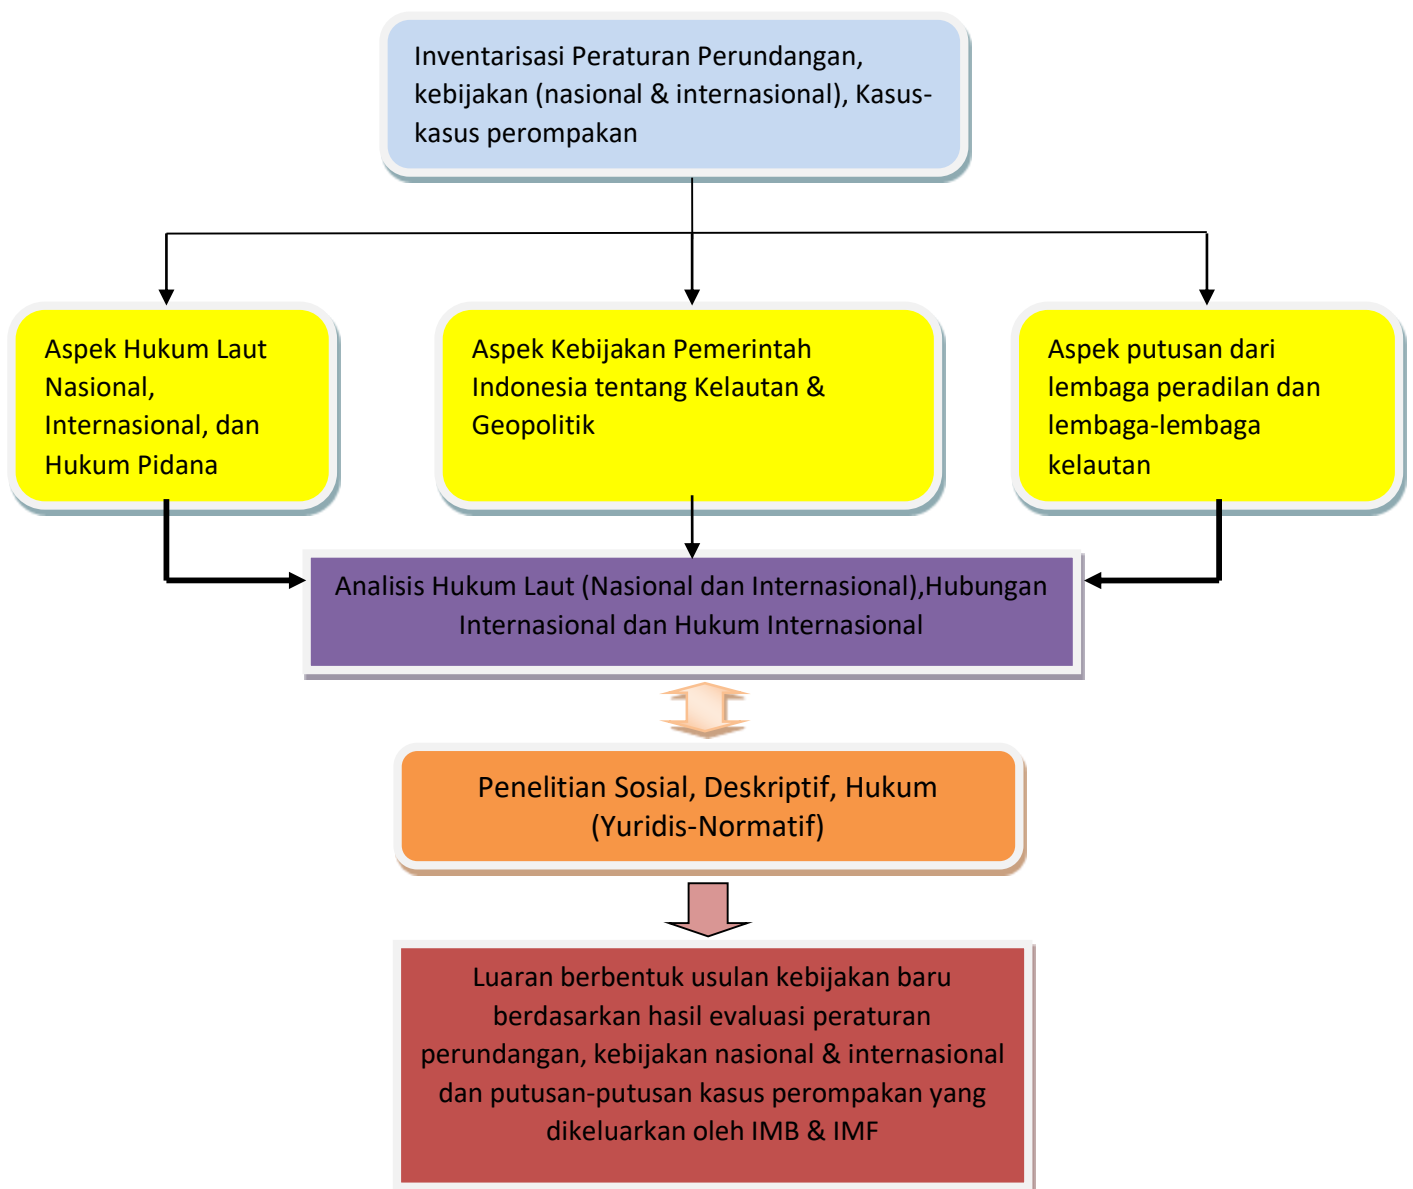 Inventarisasi Peraturan Perundangan,
kebijakan (nasional & internasional), Kasus-
kasus perompakan
Aspek Hukum Laut
Nasional,
Internasional, dan
Hukum Pidana
Aspek Kebijakan Pemerintah
Indonesia tentang Kelautan &
Geopolitik
Aspek putusan dari
lembaga peradilan dan
lembaga-lembaga
kelautan
Analisis Hukum Laut (Nasional dan Internasional),Hubungan
Internasional dan Hukum Internasional
Penelitian Sosial, Deskriptif, Hukum
(Yuridis-Normatif)
Luaran berbentuk usulan kebijakan baru
berdasarkan hasil evaluasi peraturan
perundangan, kebijakan nasional & internasional
dan putusan-putusan kasus perompakan yang
dikeluarkan oleh IMB & IMF